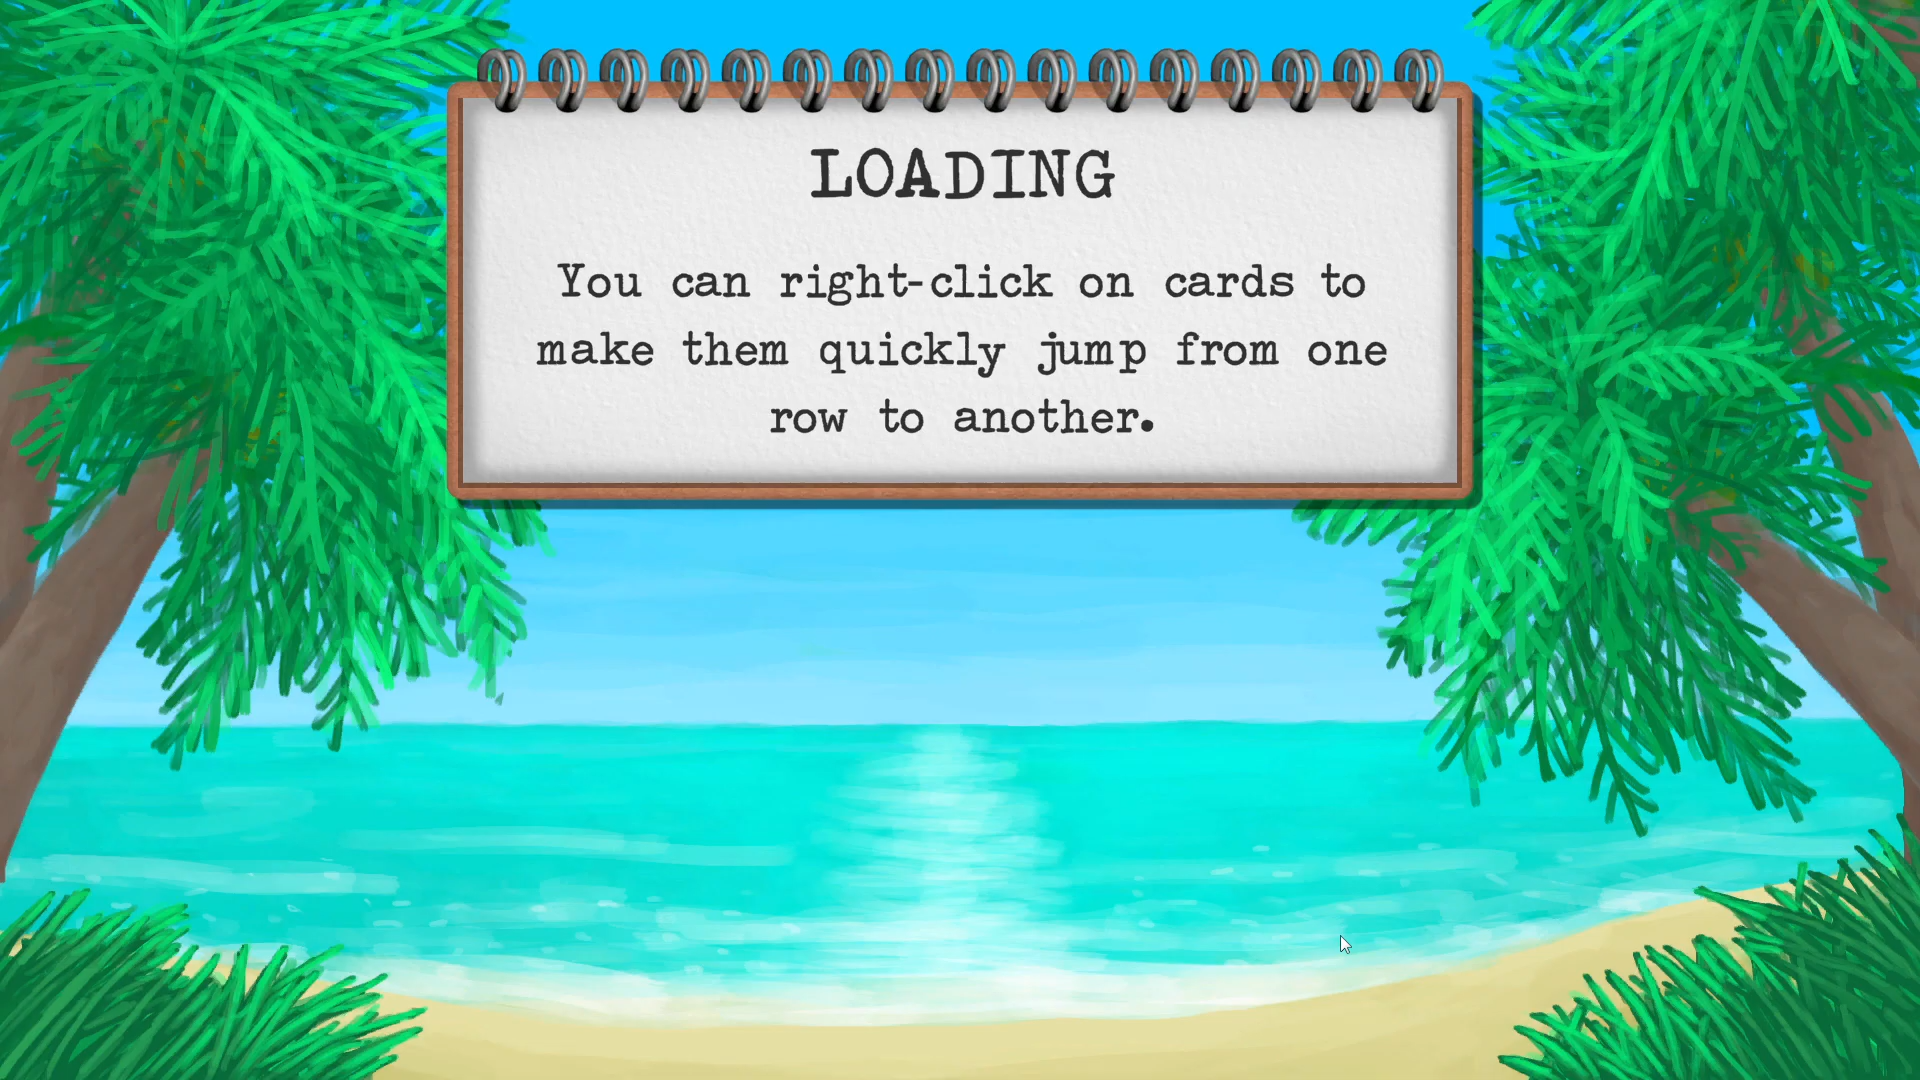 LOADING
You can right-click on cards to
make them quickly jump from one
row to another.